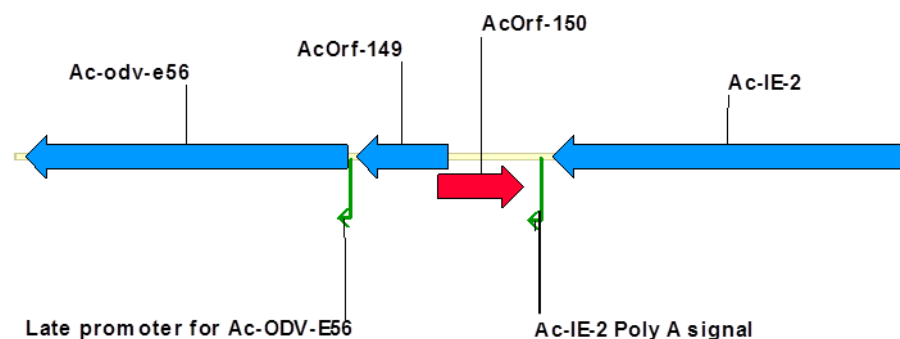 AcOrf-150
AcOrf-149
Ac-odv-e56
Ac-IE-2
Late promoter for Ac-ODV-E56
Ac-IE-2 Poly A signal